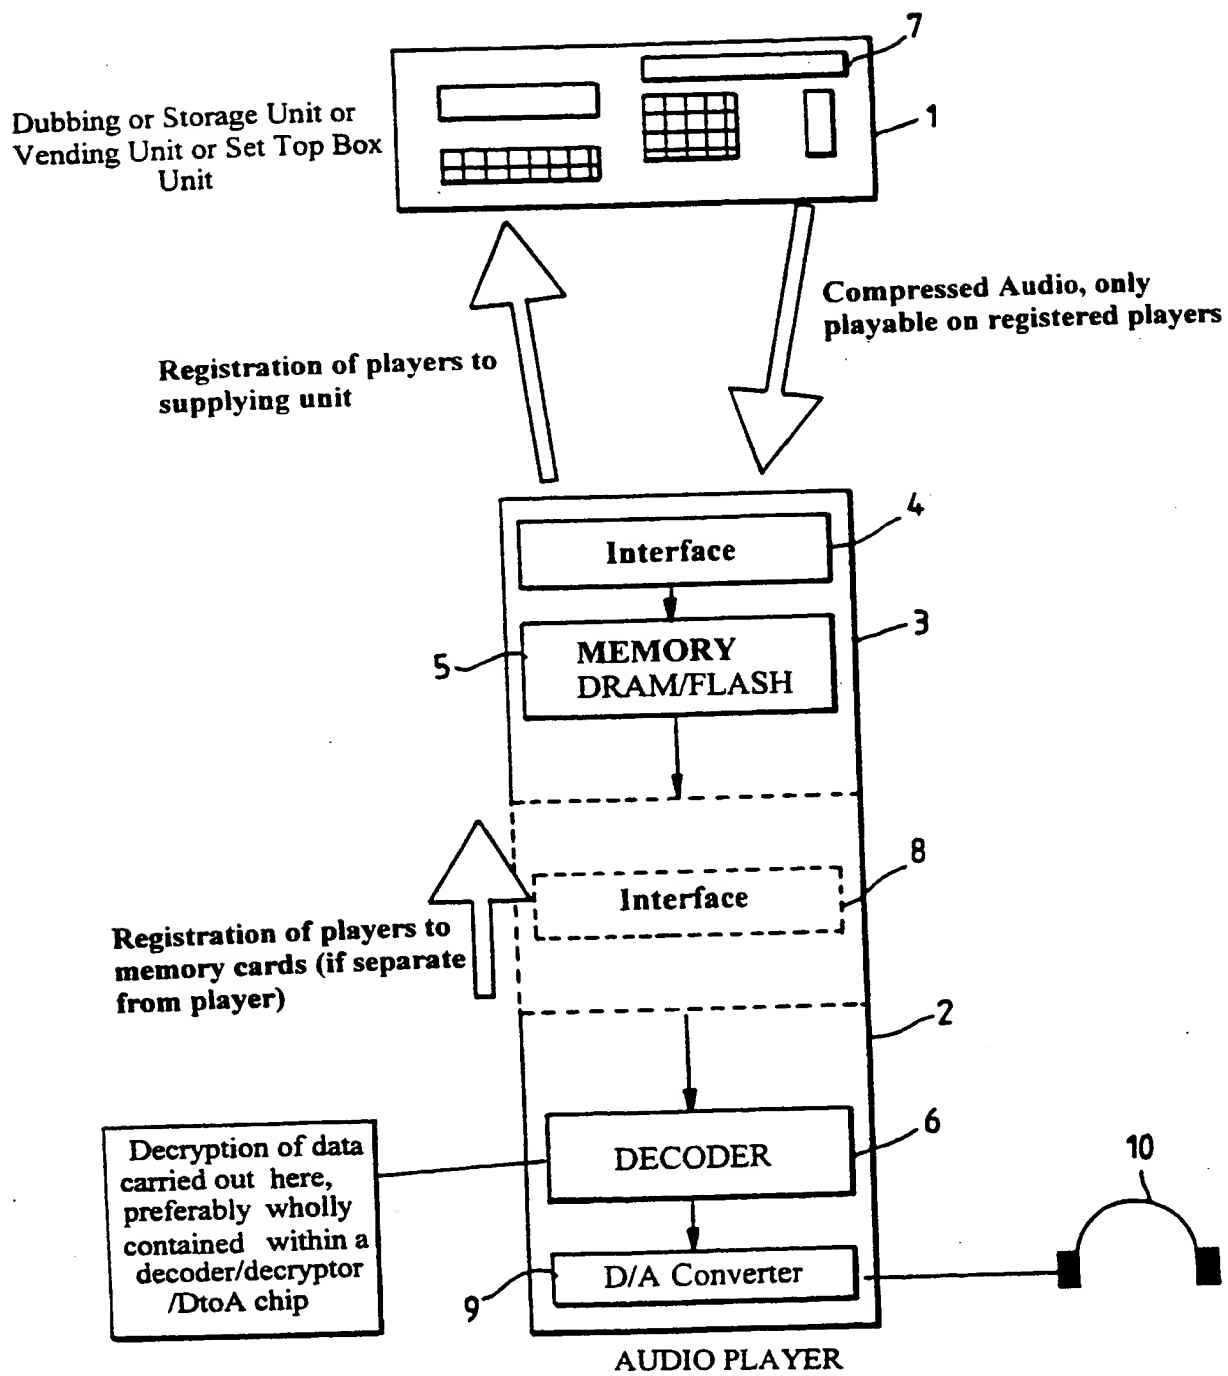 7
1
Dubbing or Storage Unit or
Vending Unit or Set Top Box
Unit
Compressed Audio, only
playable on registered players
Registration of players to
supplying unit
4
Interface
3
5
MEMORY
DRAM/FLASH
8
Interface
Registration of players to
memory cards (if separate
from player)
2
6
DECODER
Decryption of data
carried out here,
preferably wholly
contained within a
decoder/decryptor
/DtoA chip
10
D/A Converter
9
AUDIO PLAYER